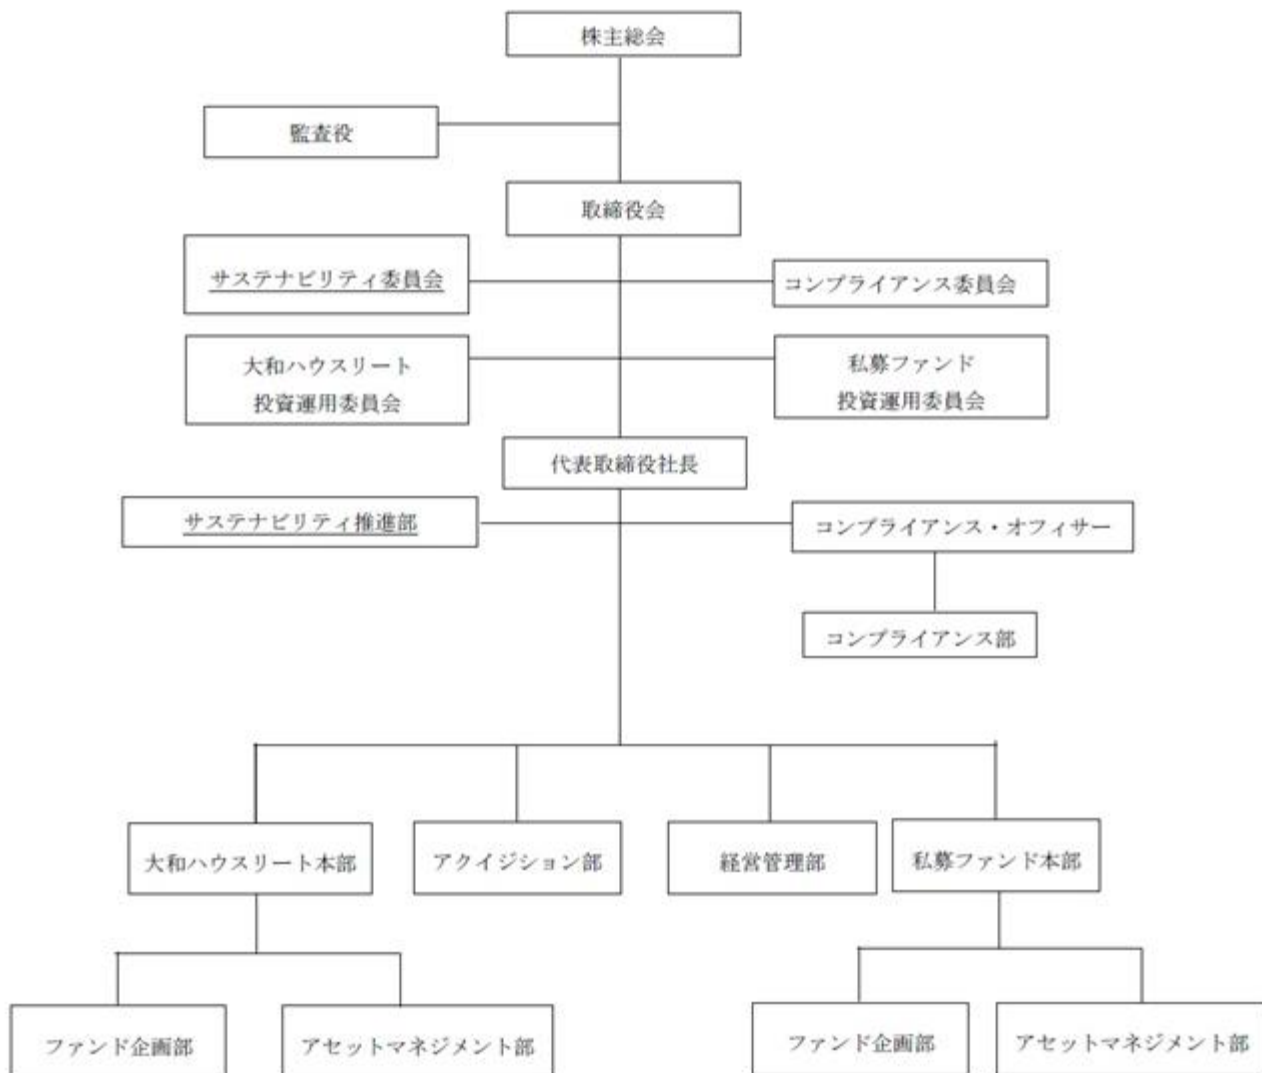 株主総会
監査役
取締役会
サステナビリティ委員会
コンプライアンス委員会
大和ハウスリート
投資運用委員会
私募ファンド
投資運用委員会
代表取締役社長
サステナビリティ推進部
コンプライアンス・オフィサー
コンプライアンス部
大和ハウスリート本部
アクイジション部
経営管理部
私募ファンド本部
ファンド企画部
アセットマネジメント部
ファンド企画部
アセットマネジメント部